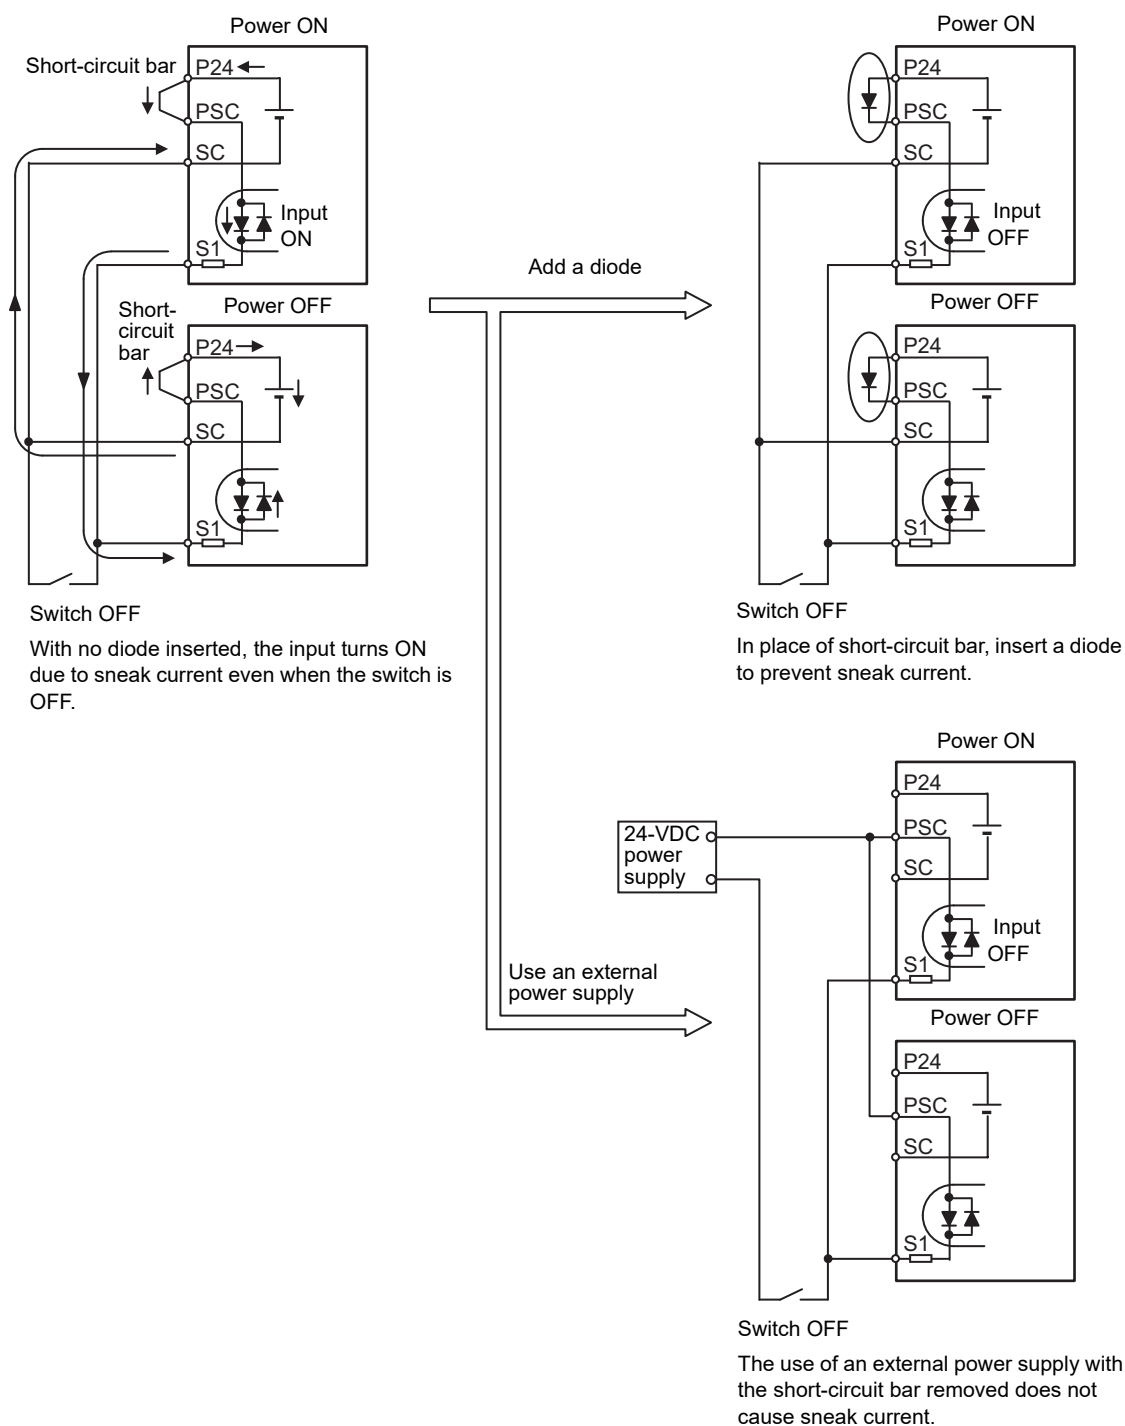 Power ON
Short-circuit bar
P24
PSC
SC
Input
ON
S1
Power OFF
Short-
circuit
bar
P24
PSC
SC
S1
Switch OFF
With no diode inserted, the input turns ON
due to sneak current even when the switch is
OFF.
Add a diode
Power ON
P24
PSC
SC
Input
OFF
S1
Power OFF
P24
PSC
SC
S1
Switch OFF
In place of short-circuit bar, insert a diode
to prevent sneak current.
Use an external
power supply
Power ON
24-VDC
power
supply
P24
PSC
SC
Input
OFF
S1
Power OFF
P24
PSC
SC
S1
Switch OFF
The use of an external power supply with
the short-circuit bar removed does not
cause sneak current.